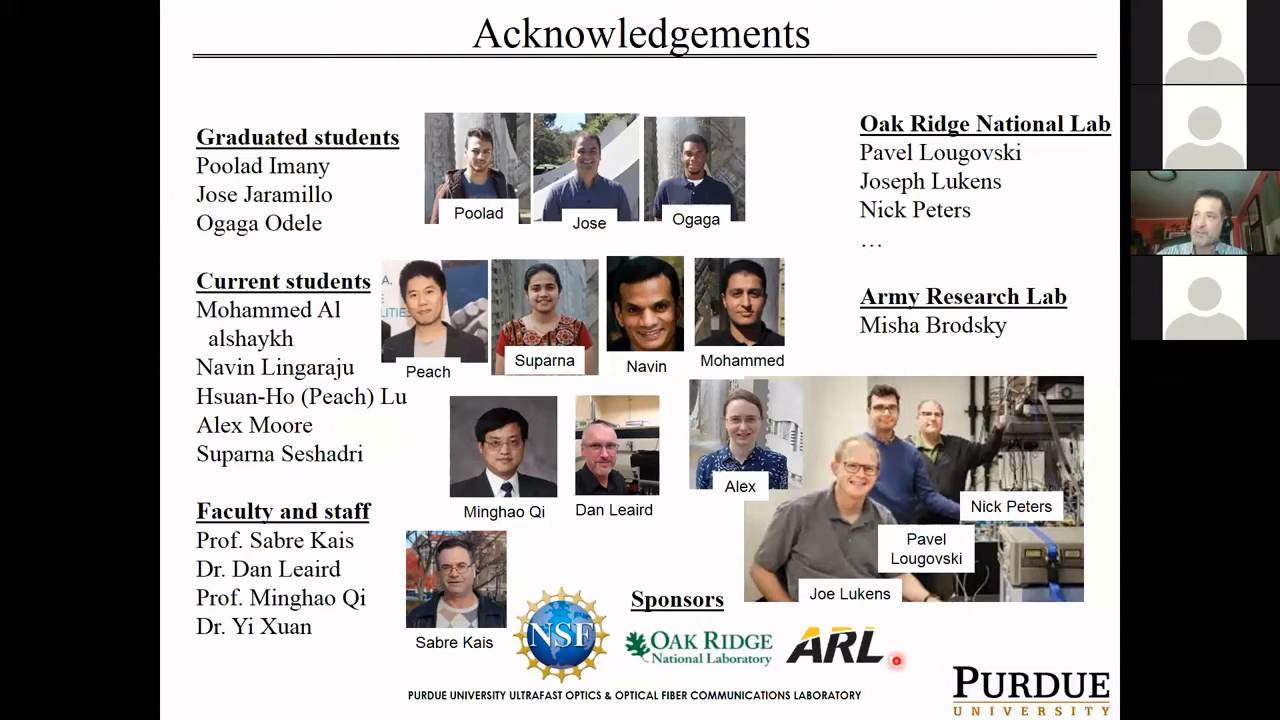 Acknowledgements
Graduated students
Poolad Imany
Jose Jaramillo
Ogaga Odele
Poolad
Jose
Ogaga
Oak Ridge National Lab
Pavel Lougovski
Joseph Lukens
Nick Peters
…
Army Research Lab
Misha Brodsky
Current students
Mohammed Al
alshaykh
Navin Lingaraju
Hsuan-Ho (Peach) Lu
Alex Moore
Suparna Seshadri
Peach
Suparna
Navin
Mohammed
Minghao Qi
Dan Leaird
Alex
Nick Peters
Pavel
Lougovski
Joe Lukens
Faculty and staff
Prof. Sabre Kais
Dr. Dan Leaird
Prof. Minghao Qi
Dr. Yi Xuan
Sabre Kais
Sponsors
NSF
OAK RIDGE
National Laboratory
ARL
PURDUE UNIVERSITY ULTRAFAST OPTICS & OPTICAL FIBER COMMUNICATIONS LABORATORY
PURDUE
UNIVERSITY